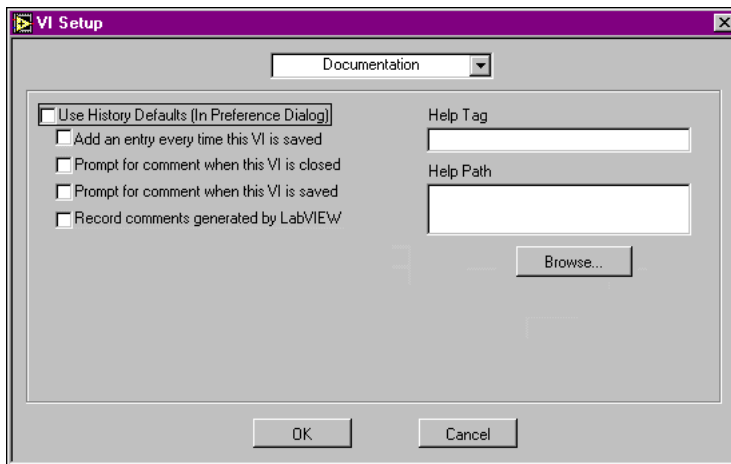 VI Setup
Documentation
Use History Defaults (In Preference Dialog)
Add an entry every time this VI is saved
Prompt for comment when this VI is closed
Prompt for comment when this VI is saved
Record comments generated by LabVIEW
Help Tag
Help Path
Browse...
OK
Cancel